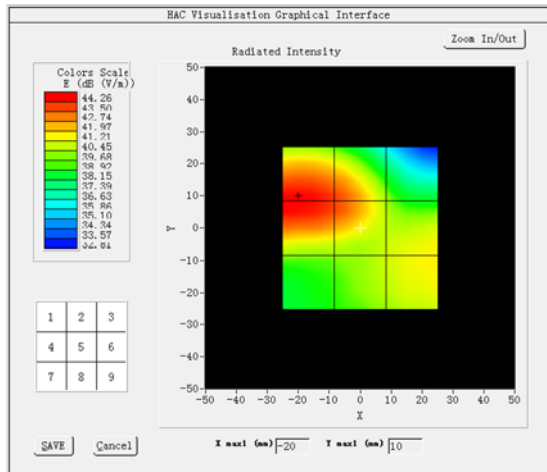 HAC Visualisation Graphical Interface
Zoom In/Out
Radiated Intensity
Colors Scale
E (dB (V/m))
44.26
43.50
42.74
41.97
41.21
40.45
39.68
38.92
38.15
37.39
36.63
35.86
35.10
34.34
33.57
32.81
50
40
30
20
10
0
-10
-20
-30
-40
-50
Y
-50 -40 -30 -20 -10 0 10 20 30 40 50
X
1 2 3
4 5 6
7 8 9
SAVE Cancel
X max1 (mm) -20 Y max1 (mm) 10